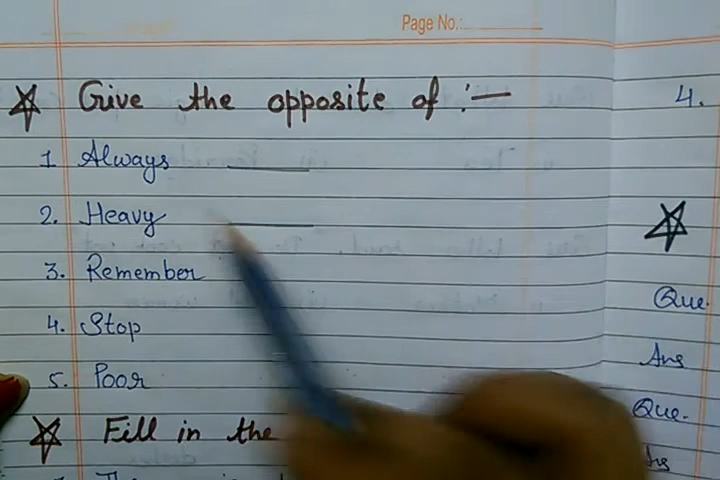 Page No.:
Give the opposite of :-
1. Always
2. Heavy
3. Remember
4. Stop
5. Poor
Fill in the
4.
Que.
Ans
Que.
Ans